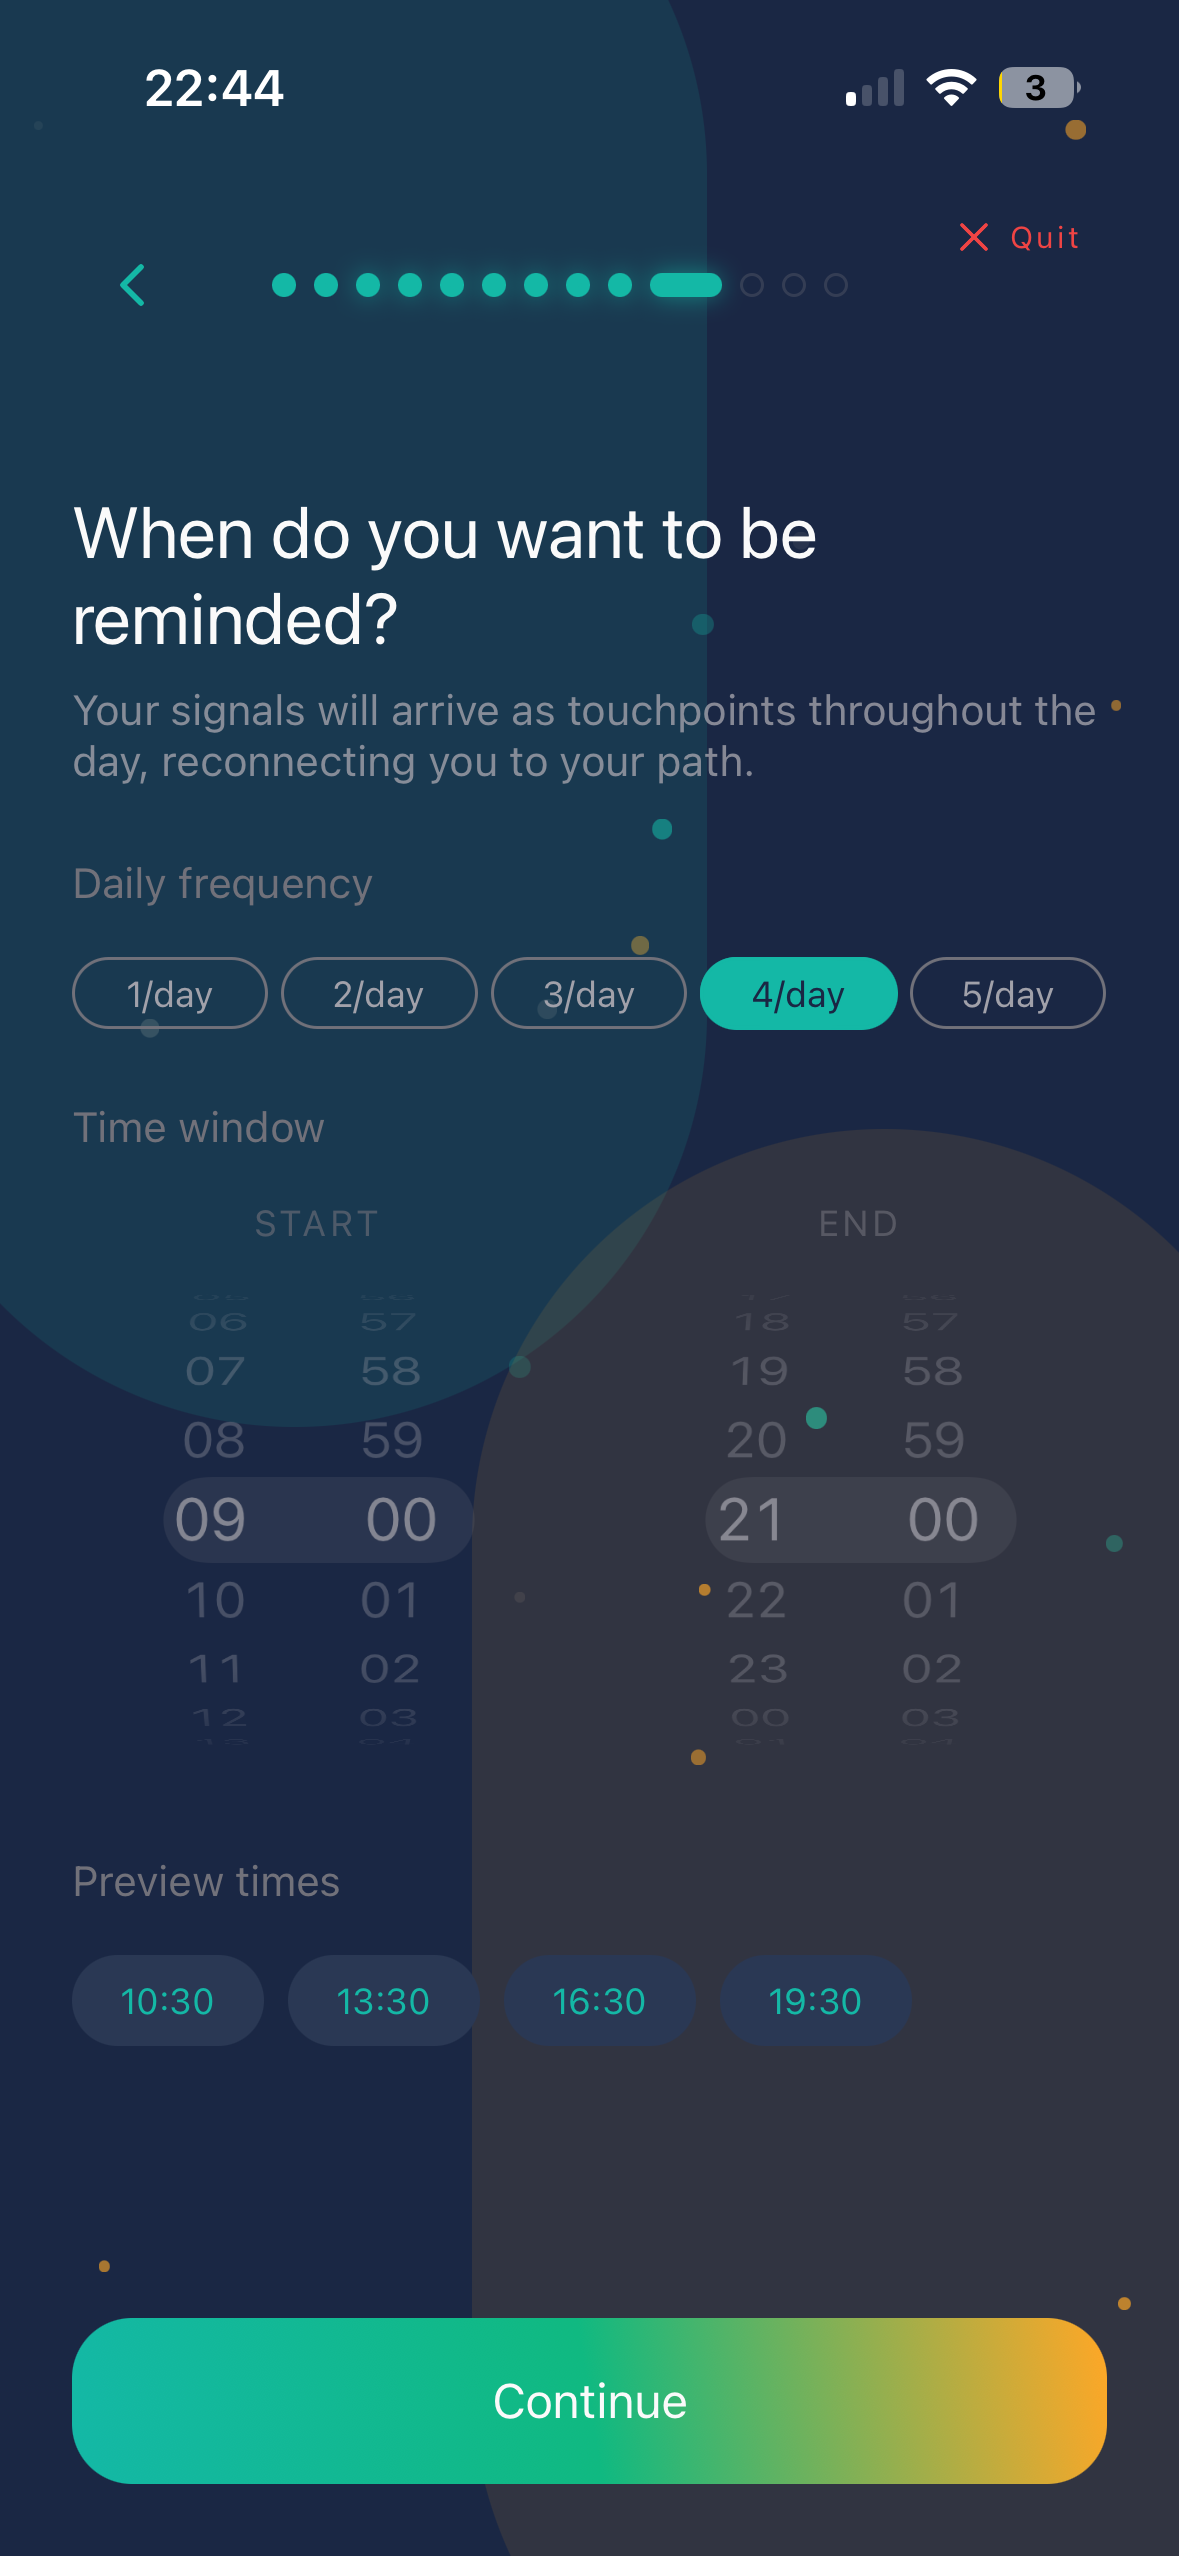 22:44
3
Quit
When do you want to be
reminded?
Your signals will arrive as touchpoints throughout the
day, reconnecting you to your path.
Daily frequency
1/day 2/day 3/day 4/day 5/day
Time window
START END
06 57 18 57
07 58 19 58
08 59 20 59
09 00 21 00
10 01 22 01
11 02 23 02
12 03 00 03
Preview times
10:30 13:30 16:30 19:30
Continue